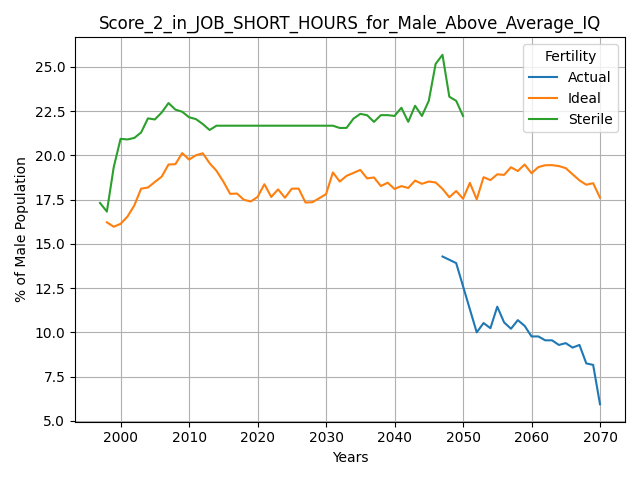 Score_2_in_JOB_SHORT_HOURS_for_Male_Above_Average_IQ
Fertility
Actual
Ideal
Sterile
% of Male Population
25.0
22.5
20.0
17.5
15.0
12.5
10.0
7.5
5.0
2000
2010
2020
2030
2040
2050
2060
2070
Years